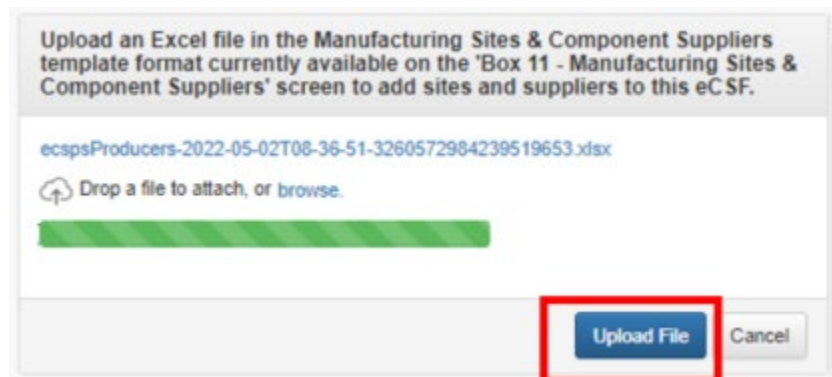 Upload an Excel file in the Manufacturing Sites & Component Suppliers
template format currently available on the 'Box 11 - Manufacturing Sites &
Component Suppliers' screen to add sites and suppliers to this eCSF.
ecspsProducers-2022-05-02T08-36-51-3260572984239519653.xlsx
Drop a file to attach, or browse.
Upload File Cancel